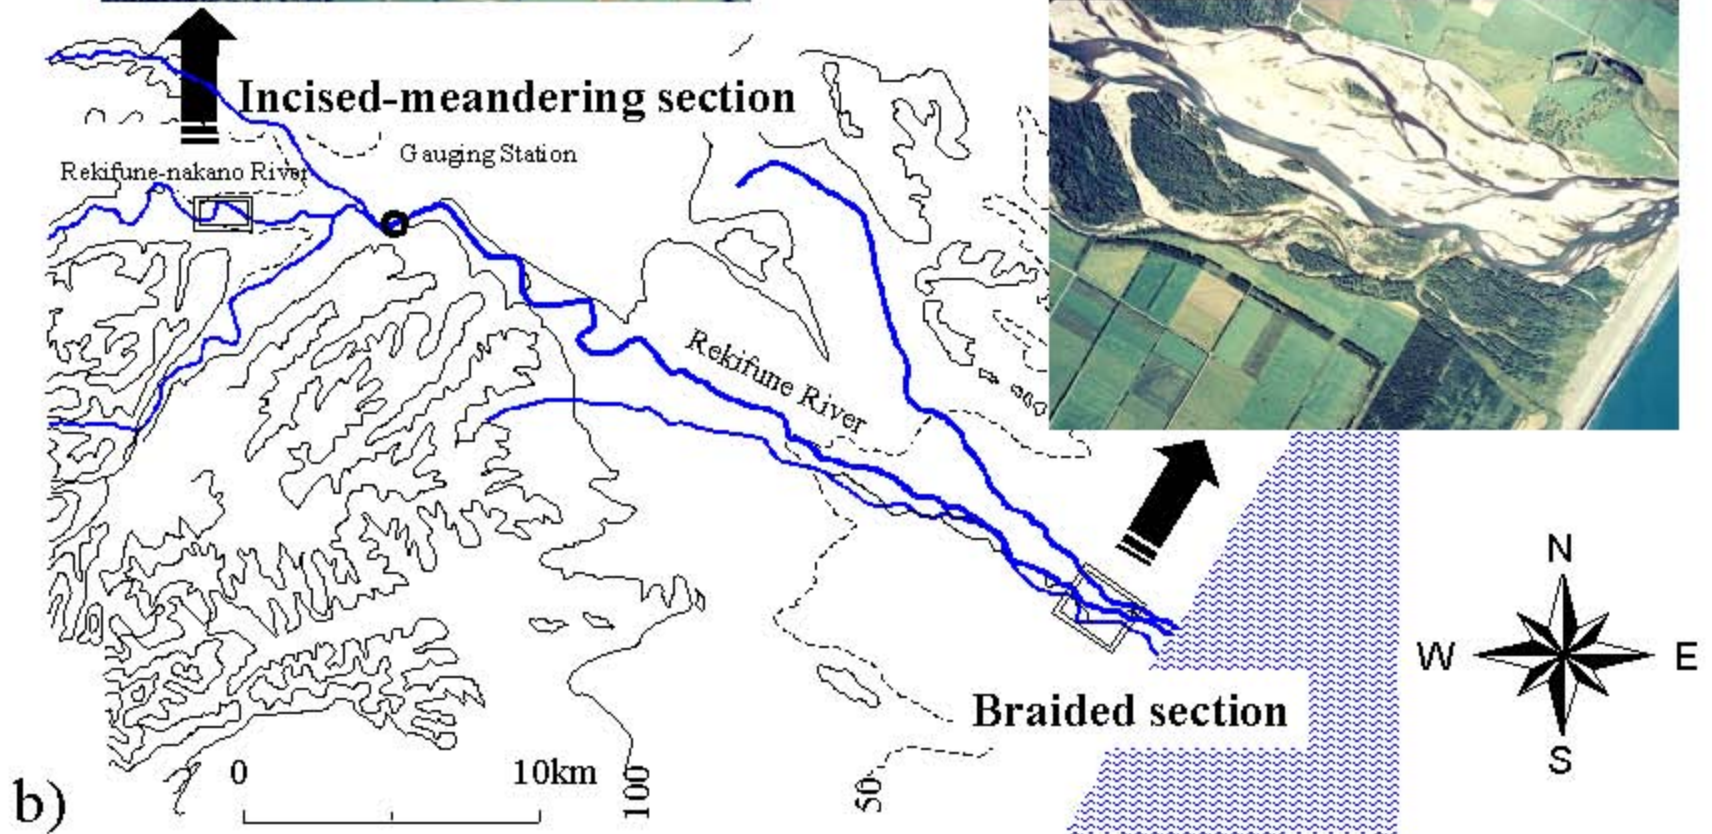 Incised-meandering section
Gauging Station
Rekifune-nakano River
Rekifune River
N
W
E
S
Braided section
0
10km
100
50
b)